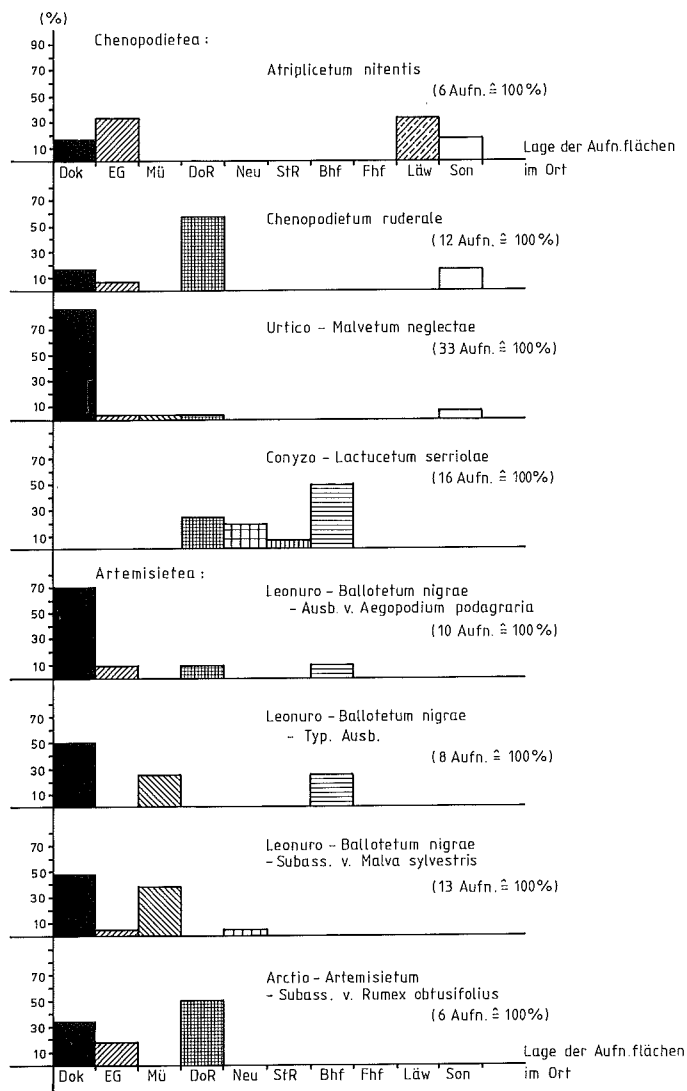 (%)
Chenopodietea :
90
70
50
30
10
Atriplicetum nitentis
(6 Aufn. ≙ 100%)
Lage der Aufn.flächen
im Ort
Dok EG Mü DoR Neu StR Bhf Fhf Läw Son
70
50
30
10
Chenopodietum ruderale
(12 Aufn. ≙ 100%)
70
50
30
10
Urtico - Malvetum neglectae
(33 Aufn. ≙ 100%)
70
50
30
10
Conyzo - Lactucetum serriolae
(16 Aufn. ≙ 100%)
Artemisietea :
70
50
30
10
Leonuro - Ballotetum nigrae
- Ausb. v. Aegopodium podagraria
(10 Aufn. ≙ 100%)
70
50
30
10
Leonuro - Ballotetum nigrae
- Typ. Ausb.
(8 Aufn. ≙ 100%)
70
50
30
10
Leonuro - Ballotetum nigrae
- Subass. v. Malva sylvestris
(13 Aufn. ≙ 100%)
70
50
30
10
Arctio - Artemisietum
- Subass. v. Rumex obtusifolius
(6 Aufn. ≙ 100%)
Lage der Aufn.flächen
im Ort
Dok EG Mü DoR Neu StR Bhf Fhf Läw Son